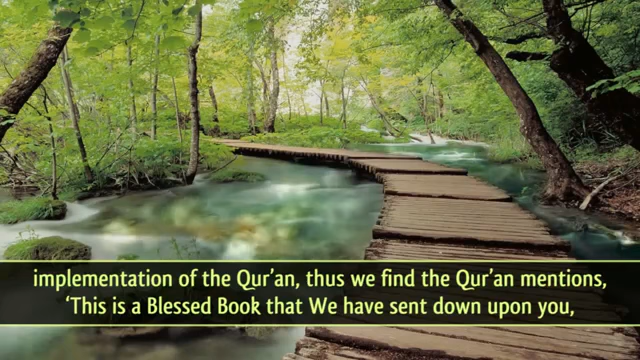 implementation of the Qur’an, thus we find the Qur’an mentions,
‘This is a Blessed Book that We have sent down upon you,